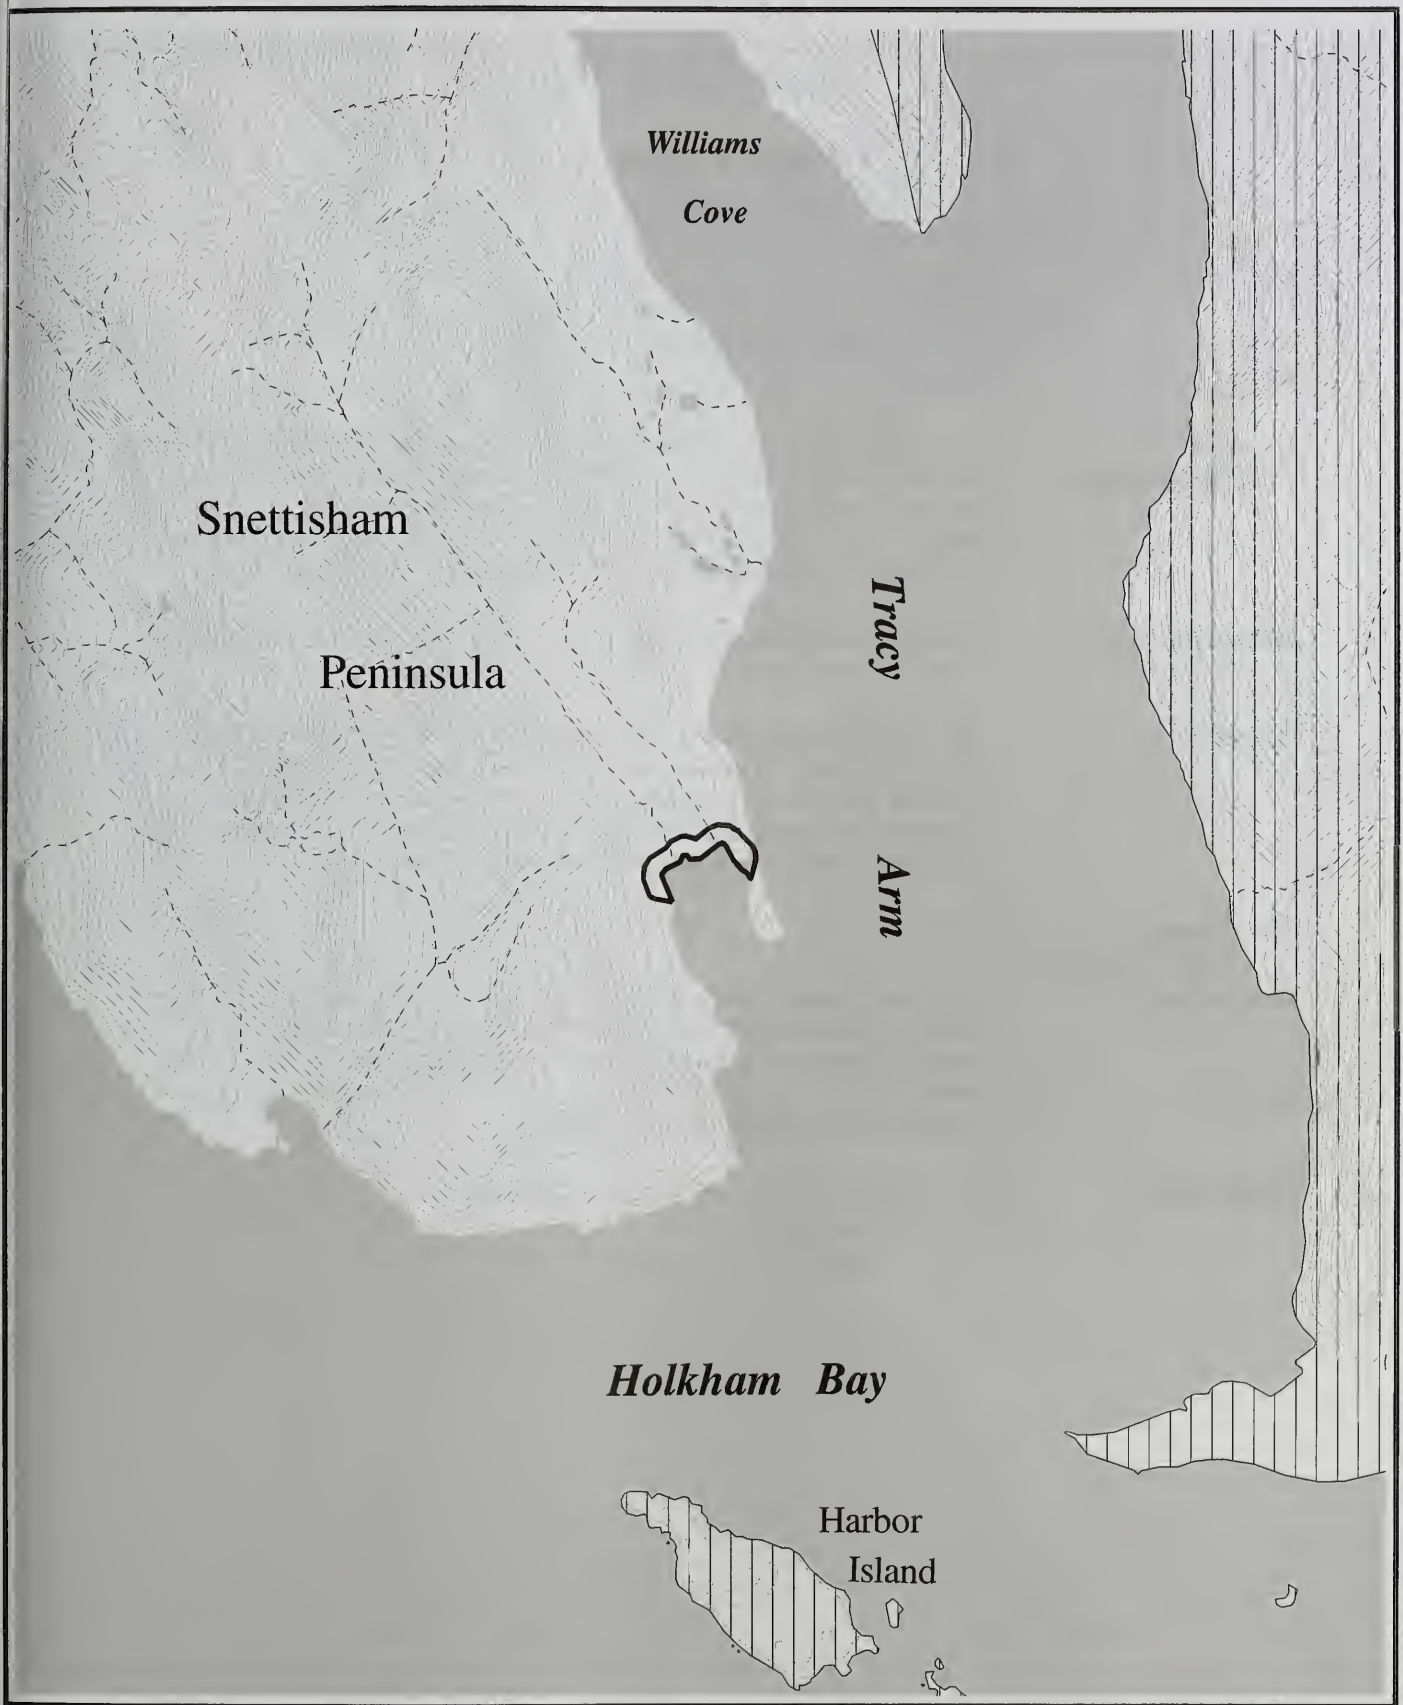 Williams
Cove
Snettisham
Tracy
Peninsula
Arm
Holkham Bay
Harbor
Island